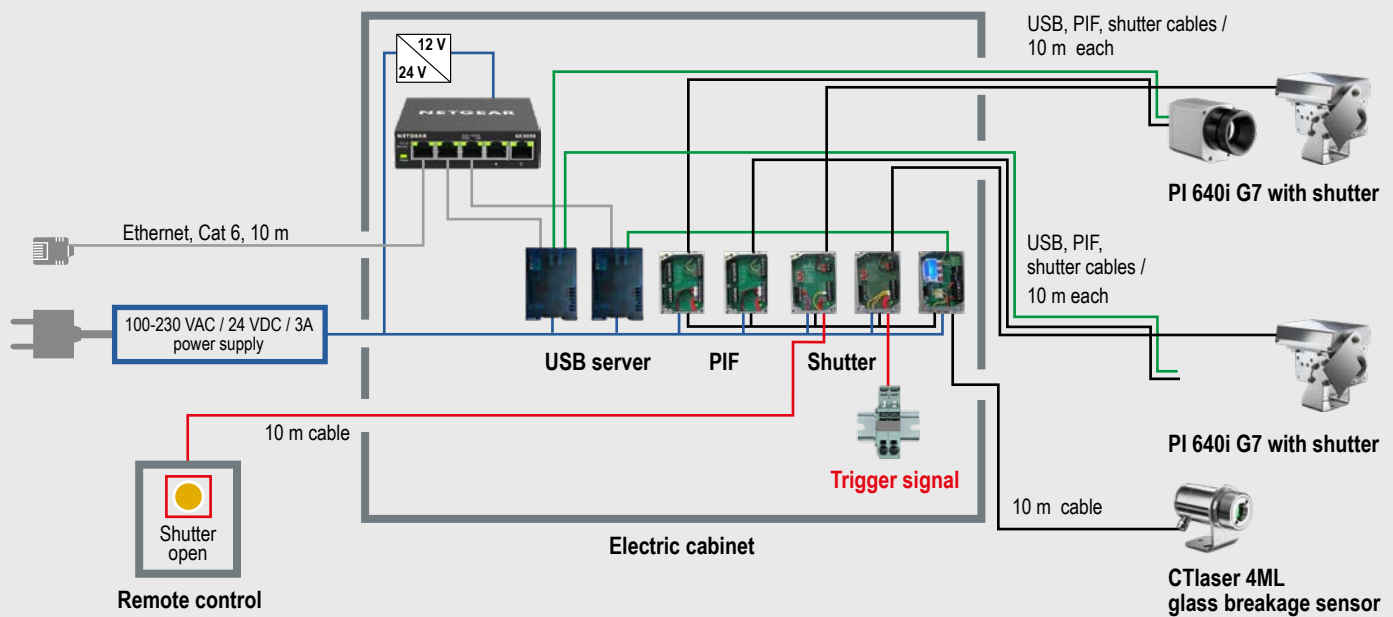 12 V
24 V
NETGEAR
NETGEAR
USB, PIF, shutter cables /
10 m  each
PI 640i G7 with shutter
Ethernet, Cat 6, 10 m
100-230 VAC / 24 VDC / 3A
power supply
USB server
PIF
Shutter
USB, PIF,
shutter cables /
10 m each
PI 640i G7 with shutter
10 m cable
Trigger signal
Shutter
open
Remote control
Electric cabinet
10 m  cable
CTlaser 4ML
glass breakage sensor